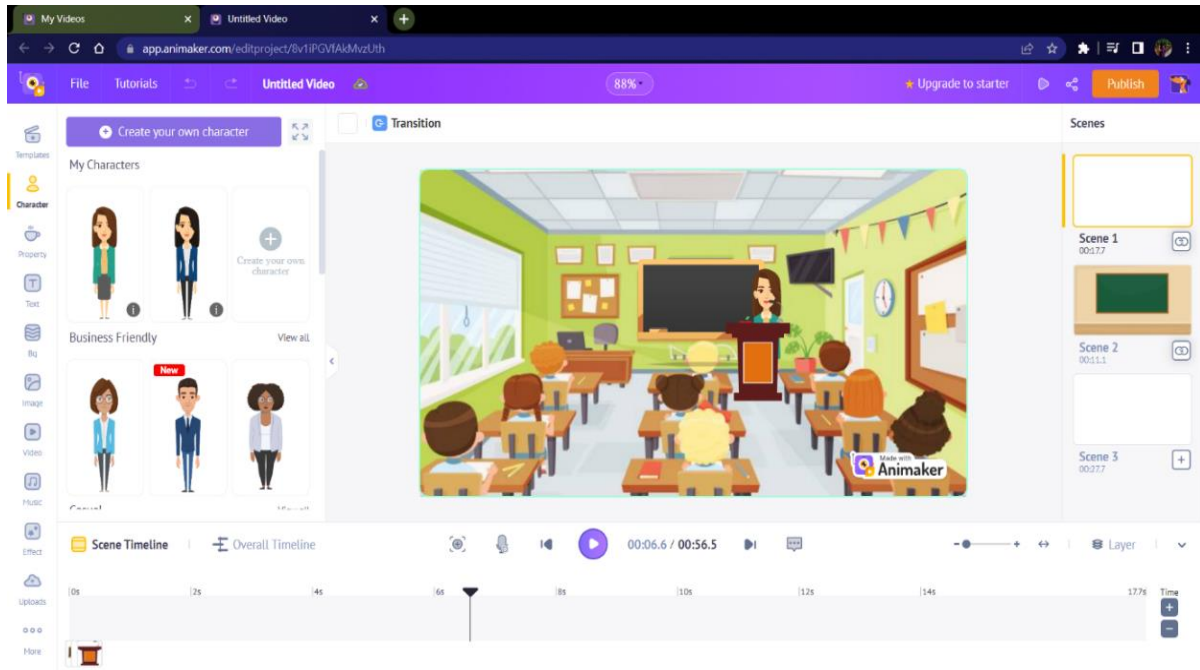 My Videos
Untitled Video
app.animaker.com/editproject/8v1iPGVfAkMvzUth
File
Tutorials
Untitled Video
88%
Upgrade to starter
Publish
Templates
Character
Property
Text
Bg
Image
Video
Music
Effect
Uploads
More
Create your own character
My Characters
Create your own
character
Business Friendly
View all
New
Casual
View all
Transition
Made with
Animaker
Scenes
Scene 1
00:17.7
Scene 2
00:11.1
Scene 3
00:27.7
Scene Timeline
Overall Timeline
00:06.6 / 00:56.5
Layer
0s
2s
4s
6s
8s
10s
12s
14s
17.7s
Time